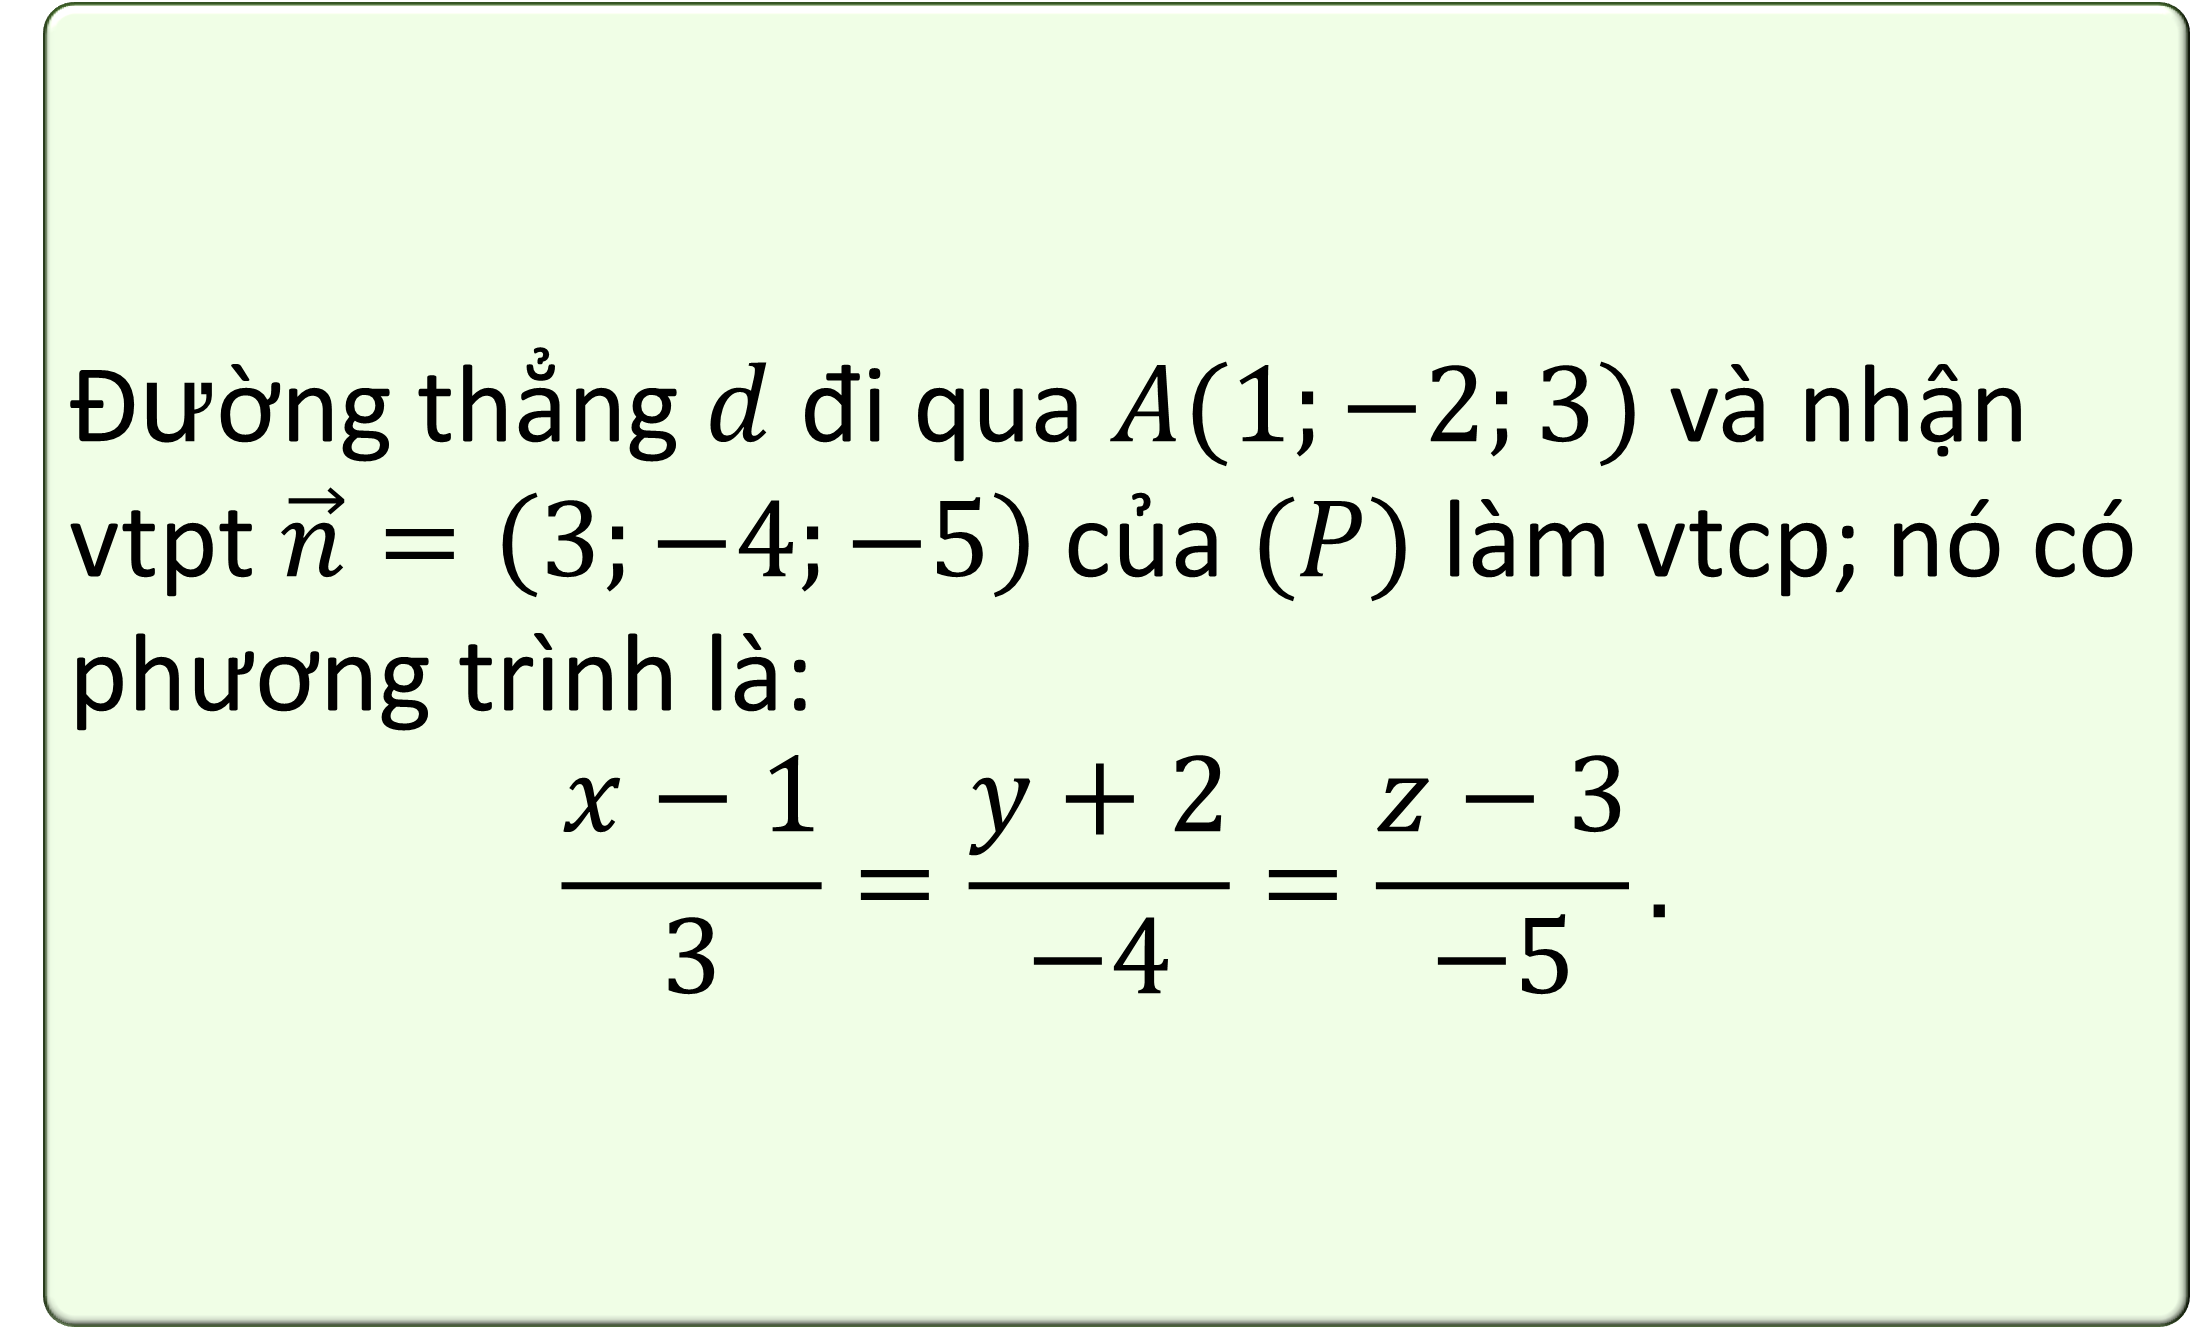 Đường thẳng d đi qua A(1; −2; 3) và nhận
vtpt n⃗ = (3; −4; −5) của (P) làm vtcp; nó có
phương trình là:
(x − 1)/3 = (y + 2)/(−4) = (z − 3)/(−5).